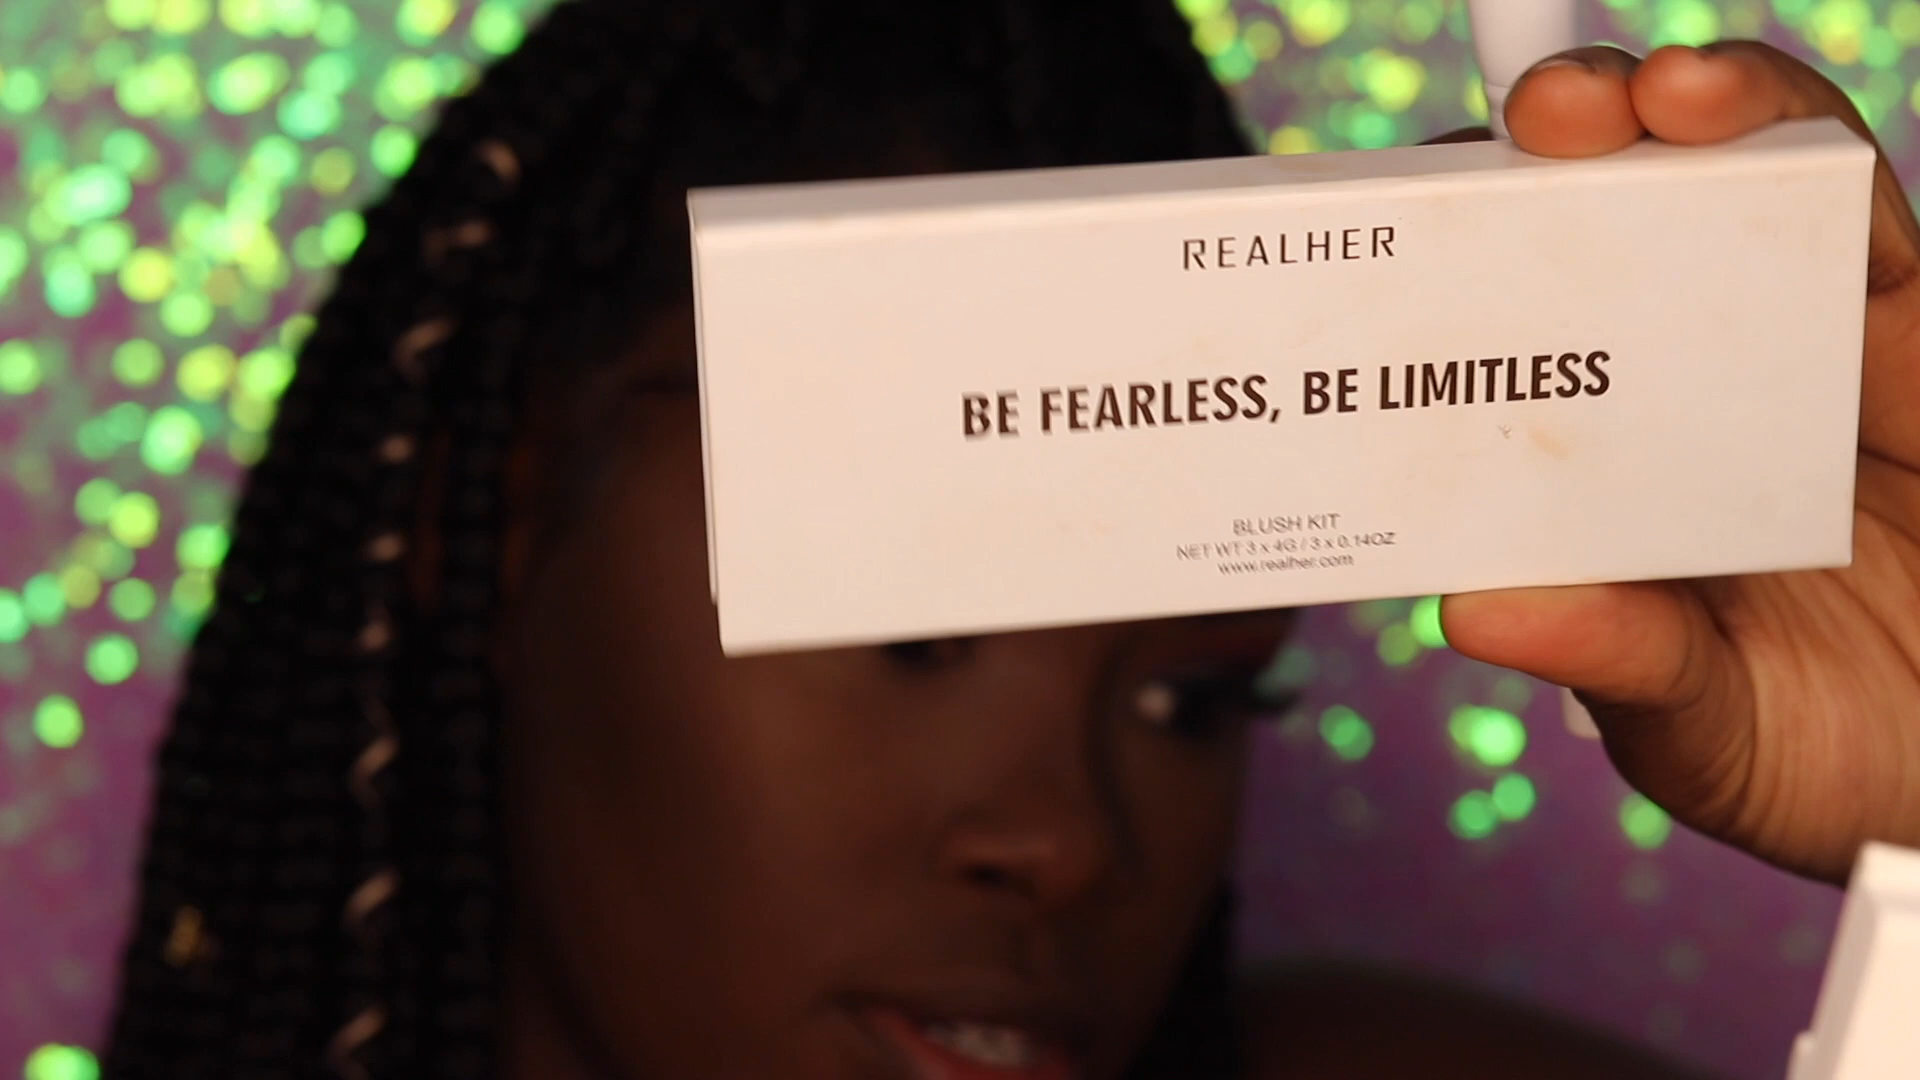 REALHER
BE FEARLESS, BE LIMITLESS
BLUSH KIT
NET WT 3 x 4G / 3 x 0.14OZ
www.realher.com